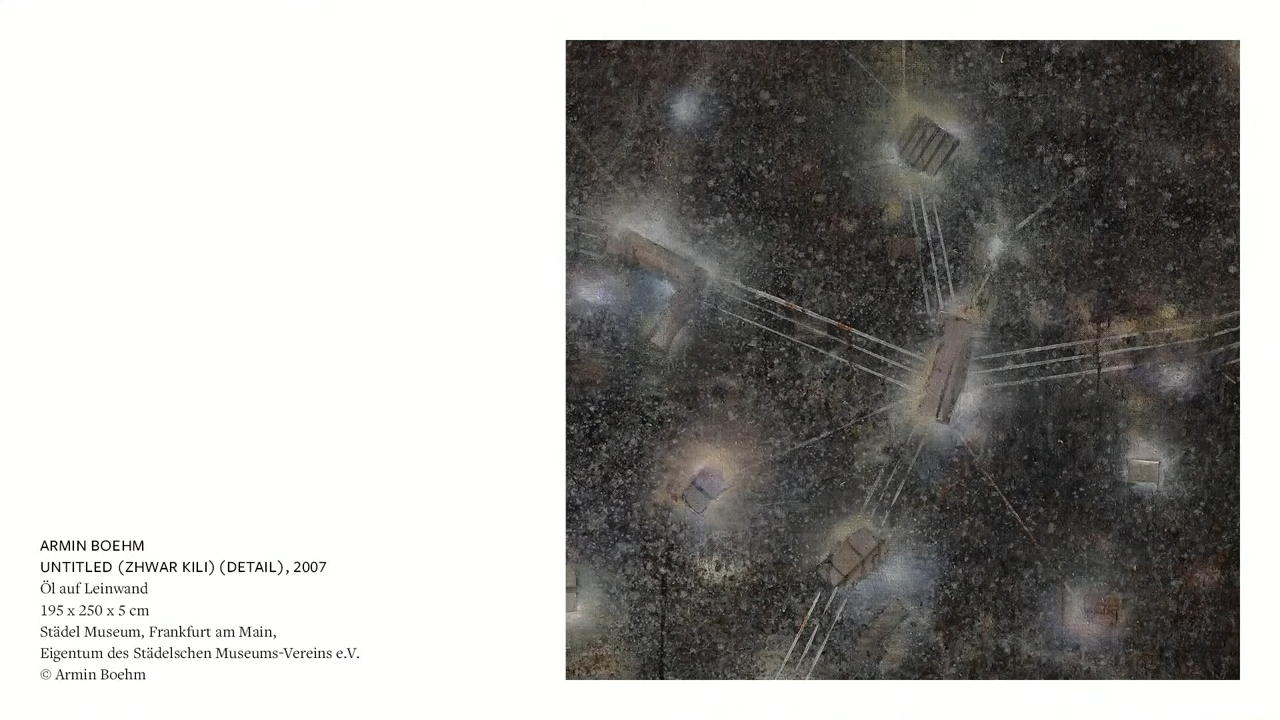 ARMIN BOEHM
UNTITLED (ZHWAR KILI) (DETAIL), 2007
Öl auf Leinwand
195 x 250 x 5 cm
Städel Museum, Frankfurt am Main,
Eigentum des Städelschen Museums-Vereins e.V.
© Armin Boehm